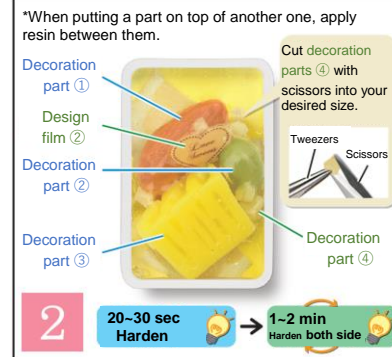 *When putting a part on top of another one, apply
resin between them.
Decoration
part ①
Design
film ②
Decoration
part ②
Decoration
part ③
Cut decoration
parts ④ with
scissors into your
desired size.
Tweezers
Scissors
Decoration
part ④
2
20~30 sec
Harden
1~2 min
Harden both side